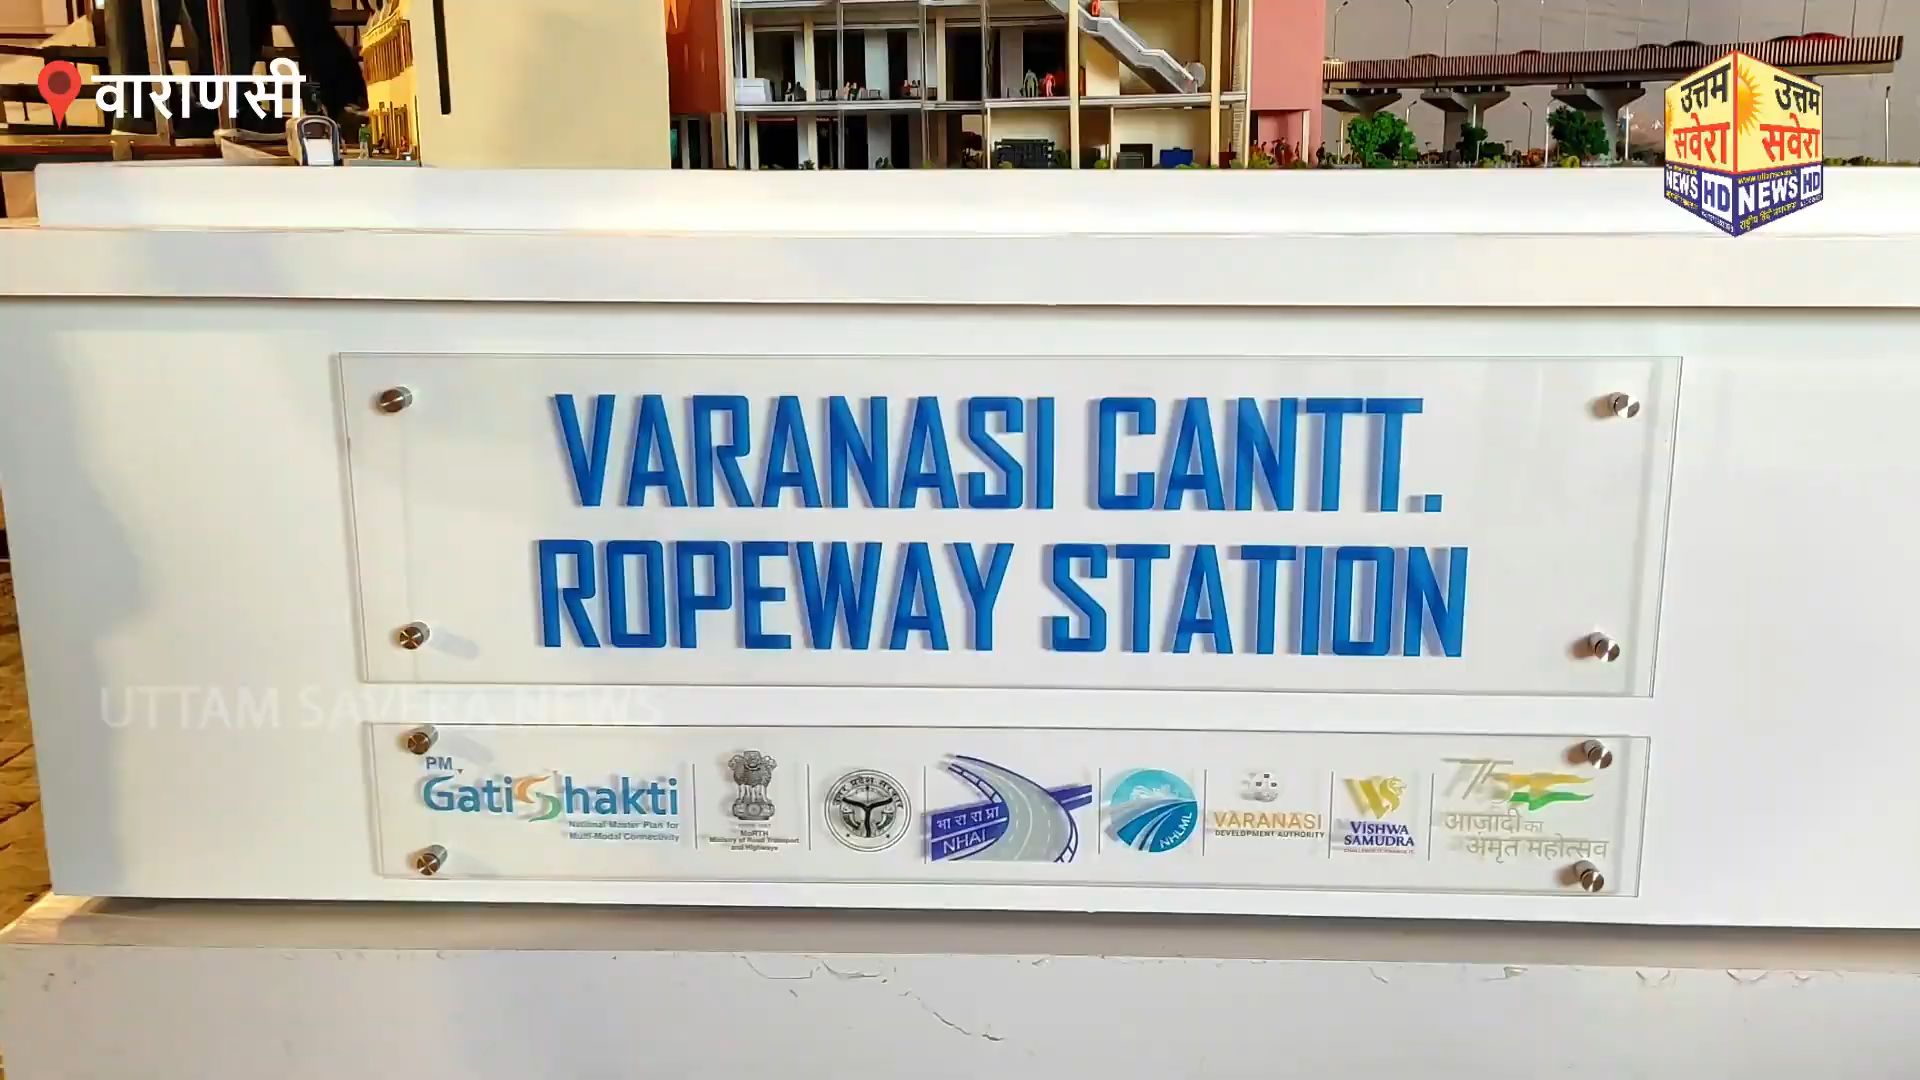 वाराणसी
उत्तम सवेरा
उत्तम सवेरा
NEWS HD
NEWS HD
VARANASI CANTT.
ROPEWAY STATION
UTTAM SAVERA NEWS
PM
GatiShakti
National Master Plan for
Multi-Modal Connectivity
MoRTH
Ministry of Road Transport
and Highways
भा रा रा प्रा
NHAI
NHLML
VARANASI
DEVELOPMENT AUTHORITY
VISHWA
SAMUDRA
75
आज़ादी का
अमृत महोत्सव